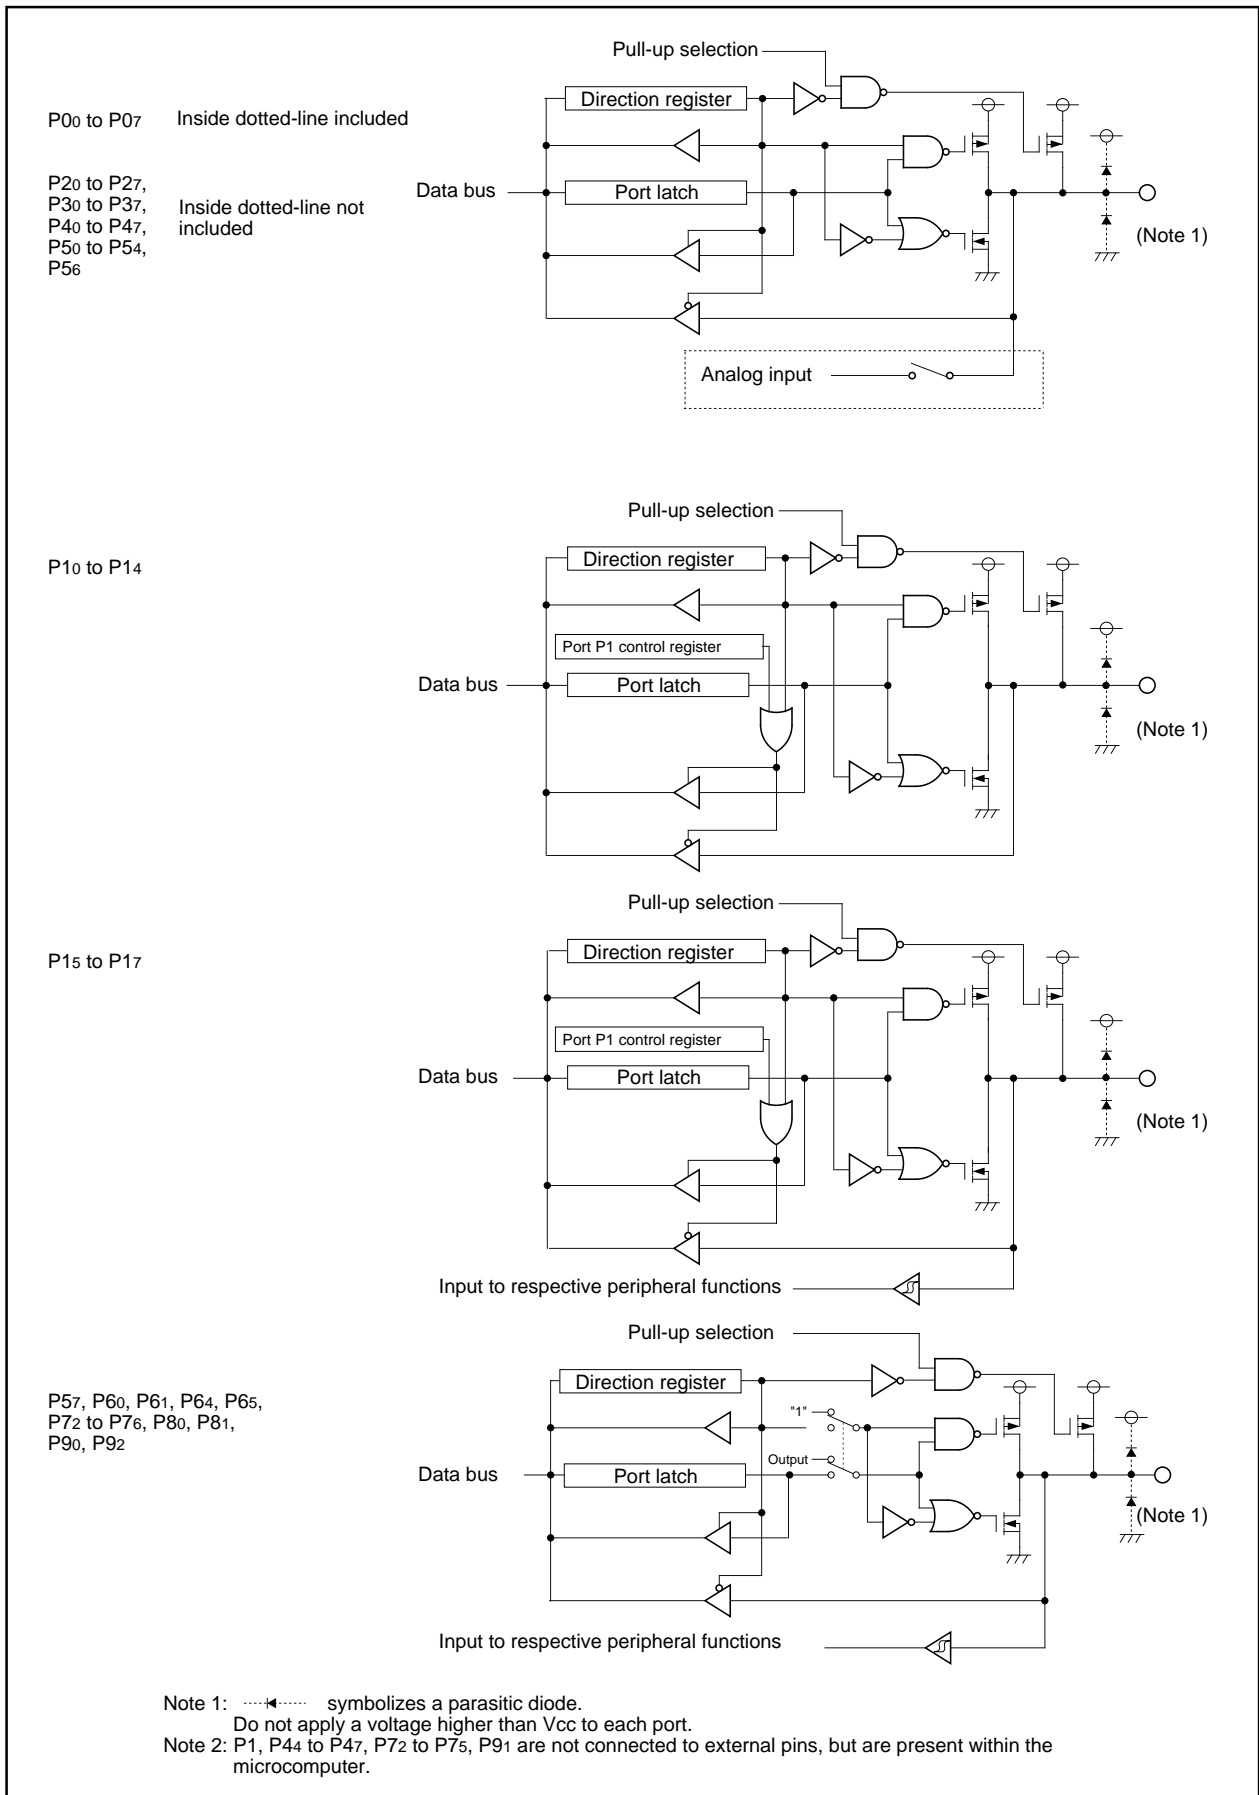 Pull-up selection
Direction register
P00 to P07 Inside dotted-line included
P20 to P27,
P30 to P37,
P40 to P47,
P50 to P54,
P56
Inside dotted-line not
included
Data bus
Port latch
(Note 1)
Analog input
Pull-up selection
P10 to P14
Direction register
Port P1 control register
Data bus
Port latch
(Note 1)
Pull-up selection
P15 to P17
Direction register
Port P1 control register
Data bus
Port latch
(Note 1)
Input to respective peripheral functions
Pull-up selection
P57, P60, P61, P64, P65,
P72 to P76, P80, P81,
P90, P92
Direction register
"1"
Output
Data bus
Port latch
(Note 1)
Input to respective peripheral functions
Note 1: symbolizes a parasitic diode.
Do not apply a voltage higher than Vcc to each port.
Note 2: P1, P44 to P47, P72 to P75, P91 are not connected to external pins, but are present within the
microcomputer.